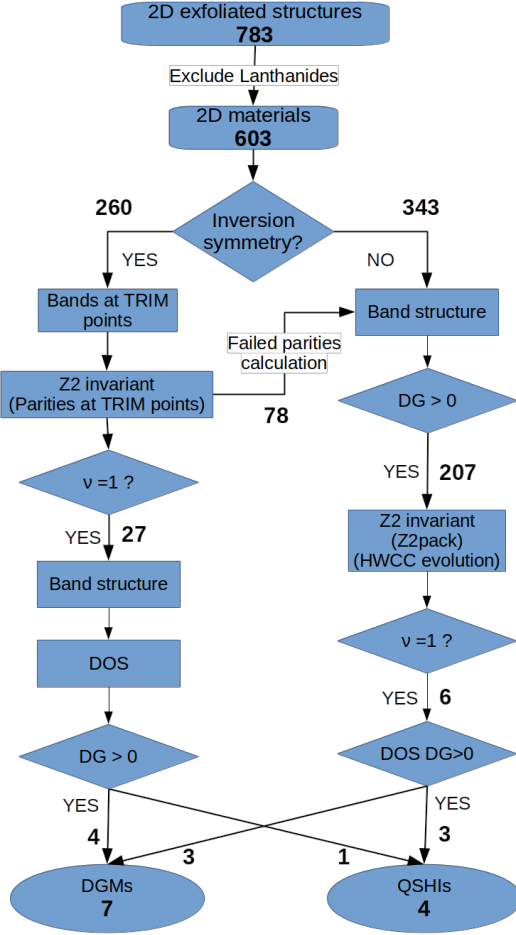 2D exfoliated structures
783
Exclude Lanthanides
2D materials
603
260
343
Inversion
symmetry?
YES
NO
Bands at TRIM
points
Band structure
Failed parities
calculation
Z2 invariant
(Parities at TRIM points)
78
DG > 0
ν =1 ?
YES 207
YES 27
Z2 invariant
(Z2pack)
(HWCC evolution)
Band structure
ν =1 ?
DOS
YES 6
DG > 0
DOS DG>0
YES
YES
4
3
1
3
DGMs
7
QSHIs
4